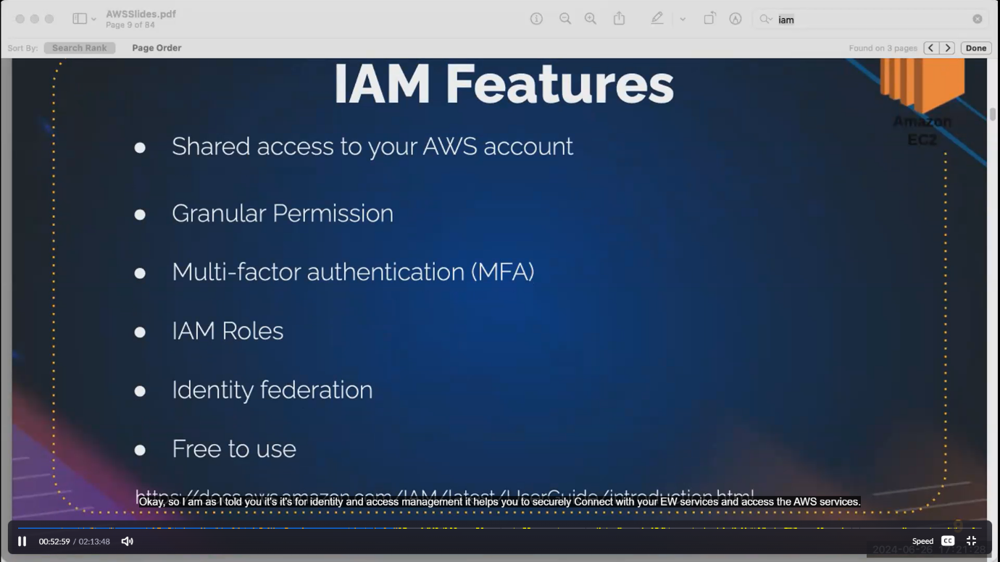 AWSSlides.pdf
Page 9 of 84
iam
Sort By: Search Rank Page Order
Found on 3 pages
Done
IAM Features
Amazon
EC2
● Shared access to your AWS account
● Granular Permission
● Multi-factor authentication (MFA)
● IAM Roles
● Identity federation
● Free to use
https://docs.aws.amazon.com/IAM/latest/UserGuide/introduction.html
Okay, so I am as I told you it's it's for identity and access management it helps you to securely Connect with your EW services and access the AWS services.
9
00:52:59 / 02:13:48
Speed
CC
2024-06-26 17:21:28